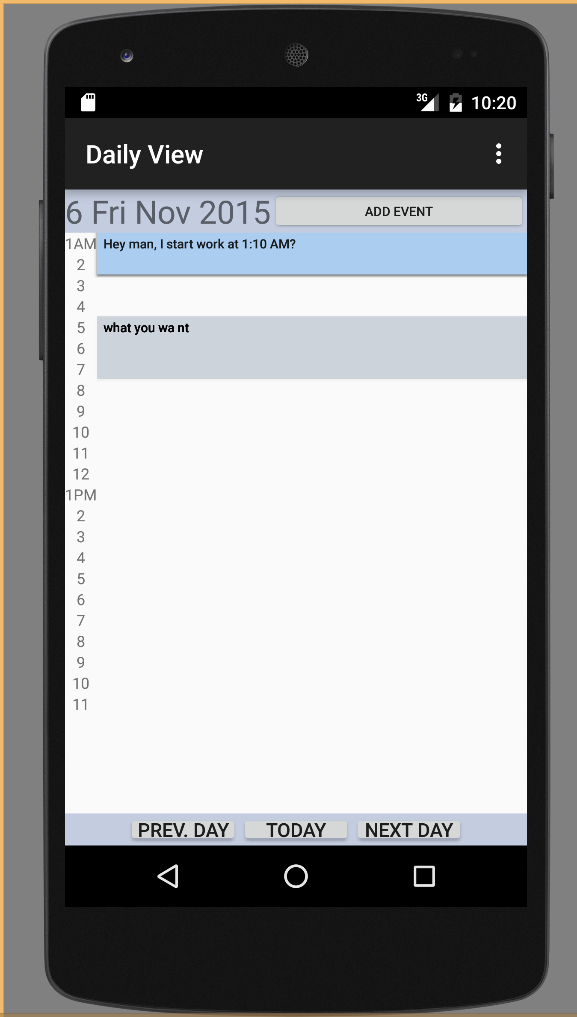 3G 10:20
Daily View
6 Fri Nov 2015 ADD EVENT
1AM Hey man, I start work at 1:10 AM?
2
3
4
5 what you wa nt
6
7
8
9
10
11
12
1PM
2
3
4
5
6
7
8
9
10
11
PREV. DAY TODAY NEXT DAY